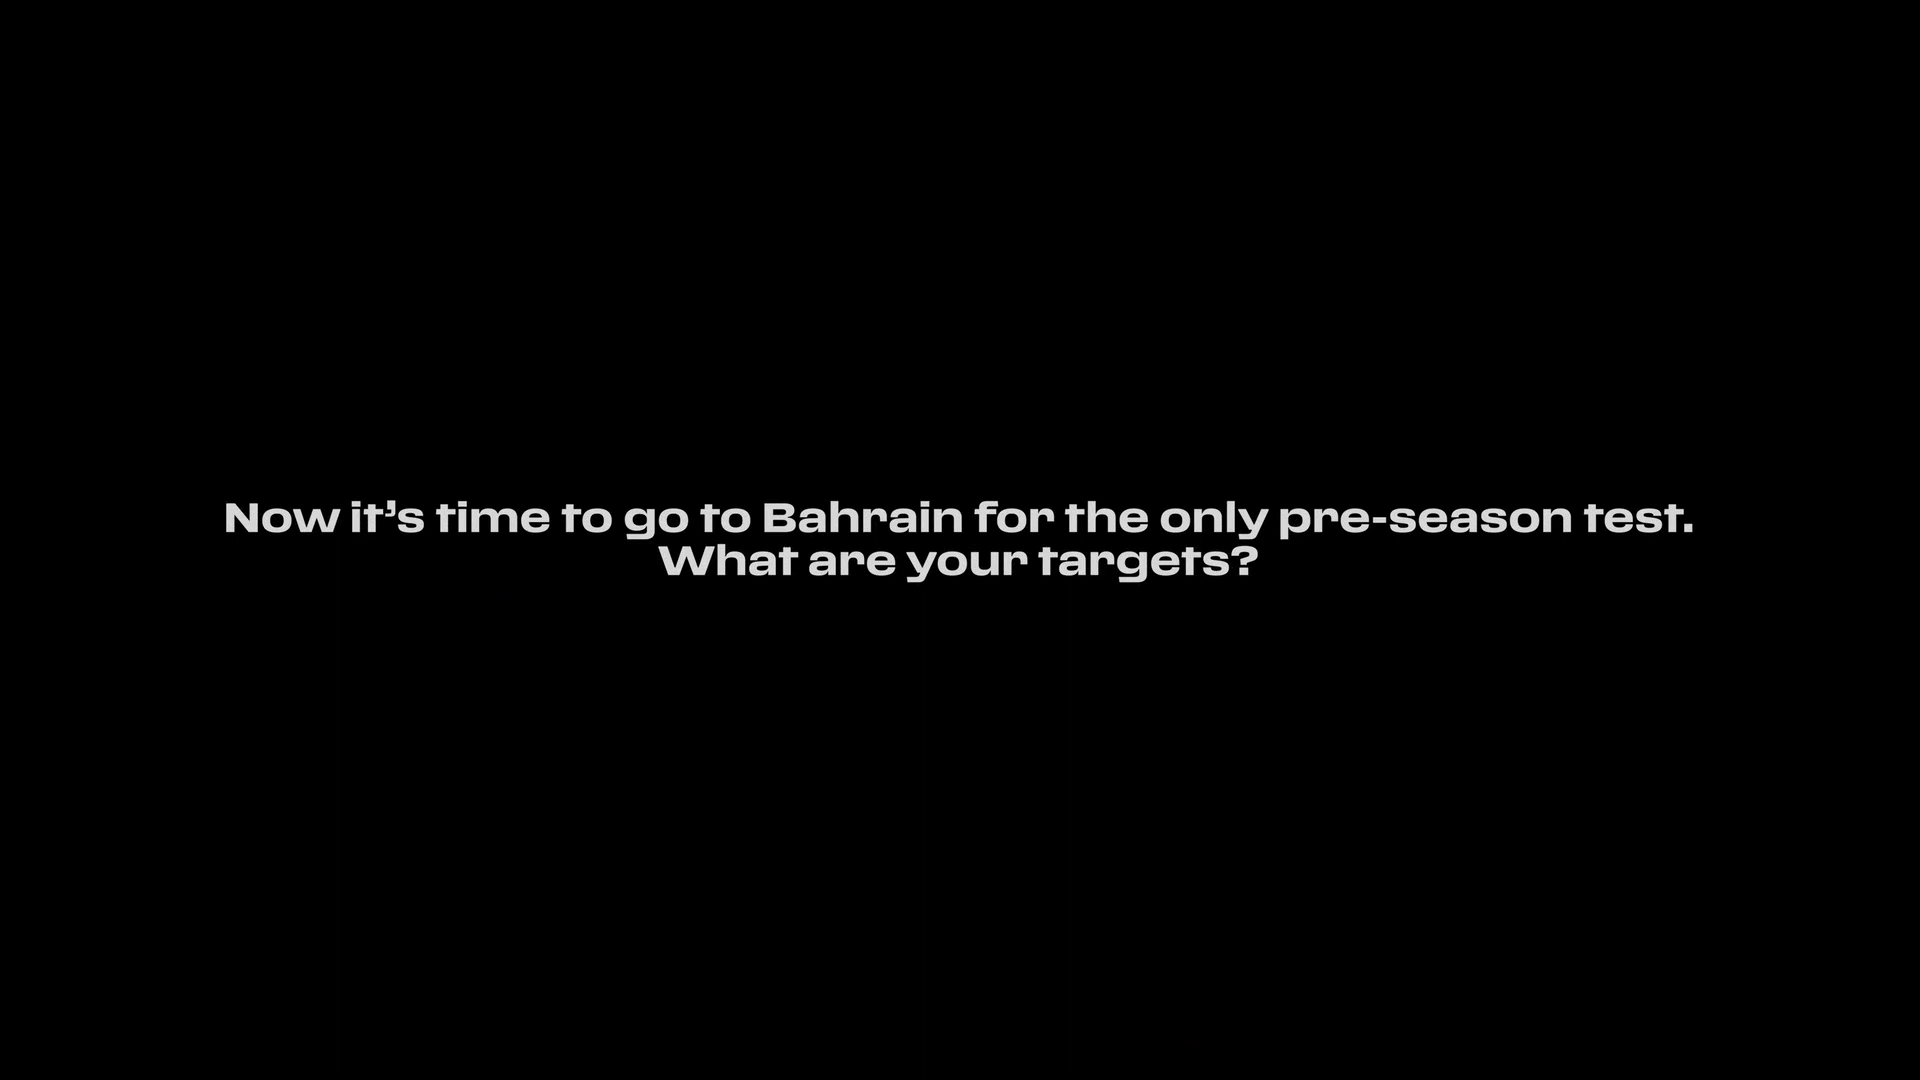 Now it’s time to go to Bahrain for the only pre-season test.
What are your targets?